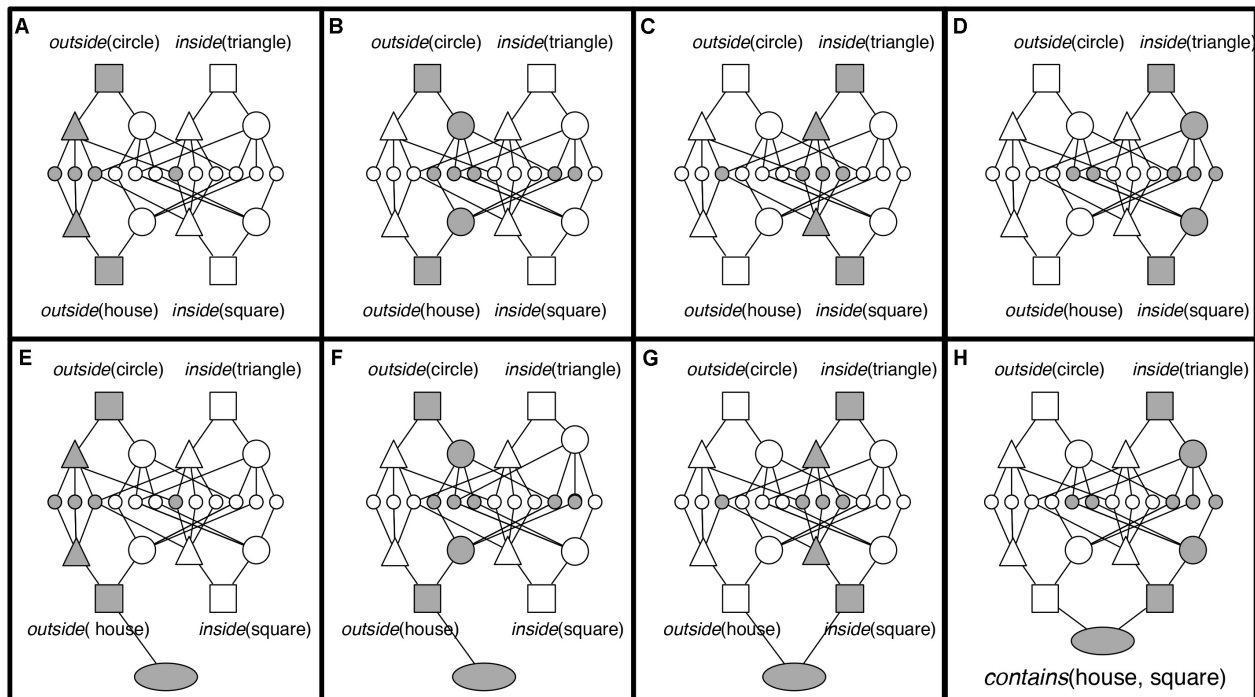 A
outside(circle) inside(triangle)
outside(house) inside(square)
B
outside(circle) inside(triangle)
outside(house) inside(square)
C
outside(circle) inside(triangle)
outside(house) inside(square)
D
outside(circle) inside(triangle)
outside(house) inside(square)
E
outside(circle) inside(triangle)
outside( house) inside(square)
F
outside(circle) inside(triangle)
outside(house) inside(square)
G
outside(circle) inside(triangle)
outside(house) inside(square)
H
outside(circle) inside(triangle)
contains(house, square)